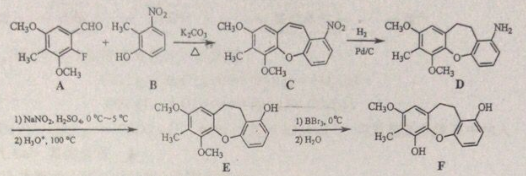 CH₃O CHO NO₂ CH₃O NO₂ CH₃O NH₂
H₃C F + H₂C HO K₂CO₃ △ H₃C O H₂ Pd/C H₃C O
OCH₃ OCH₃ OCH₃
A B C D
1) NaNO₂, H₂SO₄, 0 ℃~5 ℃ CH₃O OH 1) BBr₃, 0℃ CH₃O OH
2) H₃O⁺, 100 ℃ H₃C O 2) H₂O H₃C O
OCH₃ OH
E F